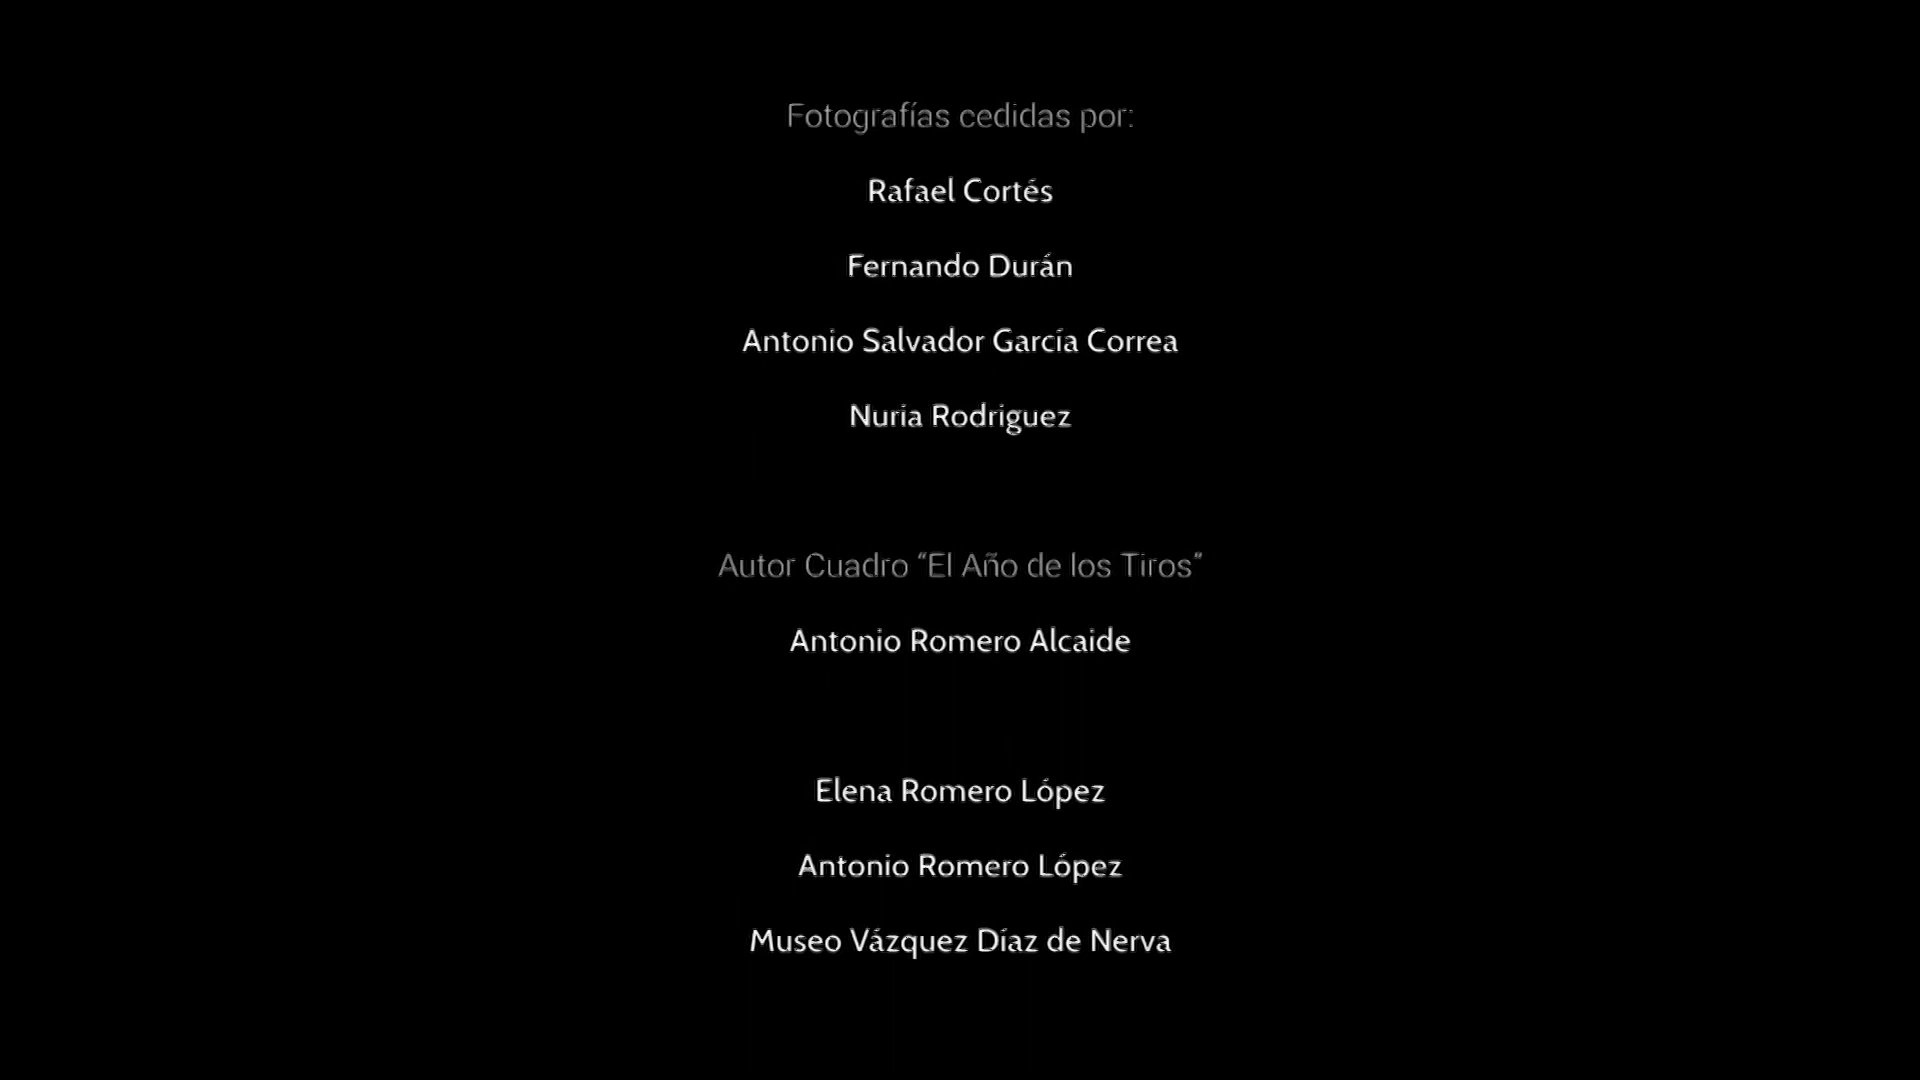 Fotografías cedidas por:
Rafael Cortés
Fernando Durán
Antonio Salvador García Correa
Nuria Rodriguez
Autor Cuadro “El Año de los Tiros”
Antonio Romero Alcaide
Elena Romero López
Antonio Romero López
Museo Vázquez Díaz de Nerva